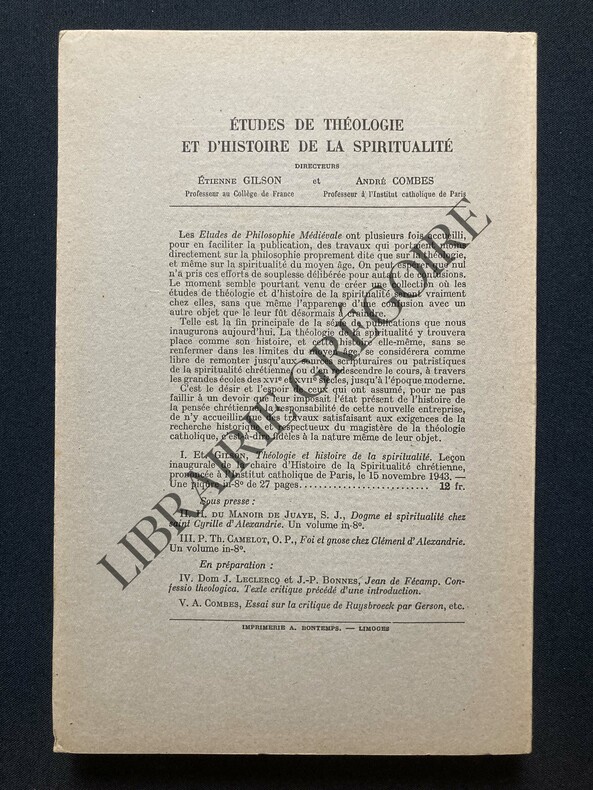 ÉTUDES DE THÉOLOGIE
ET D'HISTOIRE DE LA SPIRITUALITÉ
DIRECTEURS
ÉTIENNE GILSON et ANDRÉ COMBES
Professeur au Collège de France Professeur à l'Institut catholique de Paris
Les Etudes de Philosophie Médiévale ont plusieurs fois accueilli,
pour en faciliter la publication, des travaux qui portaient moins
directement sur la philosophie proprement dite que sur la
et même sur la spiritualité du moyen âge. On peut que nul
n'a pris ces efforts de souplesse délibérée pour autant de confusions.
Le moment semble pourtant venu de créer une collection où les
études de théologie et d'histoire de la spiritualité seront vraiment
chez elles, sans que même l'apparence d'une confusion avec un
autre objet que le leur fût désormais à
Telle est la fin principale de la série de publications que nous
inaugurons aujourd'hui. La théologie de la spiritualité y trouvera
place comme son histoire, et cette histoire elle-même, sans se
renfermer dans les limites du moyen âge, se considérera comme
libre de remonter jusqu'aux sources scripturaires ou patristiques
de la spiritualité chrétienne ou d'en descendre le cours, à travers
les grandes écoles des XVIe siècles, jusqu'à l'époque moderne.
C'est le désir et l'espoir de ceux qui ont assumé, pour ne pas
faillir à un devoir que leur imposait l'état présent de l'histoire de
la pensée chrétienne, la responsabilité de cette nouvelle entreprise,
de n'y accueillir que des travaux satisfaisant aux exigences de la
recherche historique et respectueux du magistère de la théologie
catholique, c'est-à-dire fidèles à la nature même de leur objet.
I. Et. GILSON, Théologie et histoire de la spiritualité. Leçon
inaugurale de la chaire d'Histoire de la Spiritualité chrétienne,
prononcée à l'Institut catholique de Paris, le 15 novembre 1943. —
Une plaquette in-8º de 27 pages........................... 12 fr.
Sous presse :
II. H. DU MANOIR DE JUAYE, S. J., Dogme et spiritualité chez
saint Cyrille d'Alexandrie. Un volume in-8º.
III. P. Th. CAMELOT, O. P., Foi et gnose chez Clément d'Alexandrie.
Un volume in-8º.
En préparation :
IV. Dom J. LECLERCQ et J.-P. BONNES, Jean de Fécamp. Con-
fessio theologica. Texte critique précédé d'une introduction.
V. A. COMBES, Essai sur la critique de Ruysbroeck par Gerson, etc.
IMPRIMERIE A. BONTEMPS. — LIMOGES
LIBRAIRIE GREGOIRE